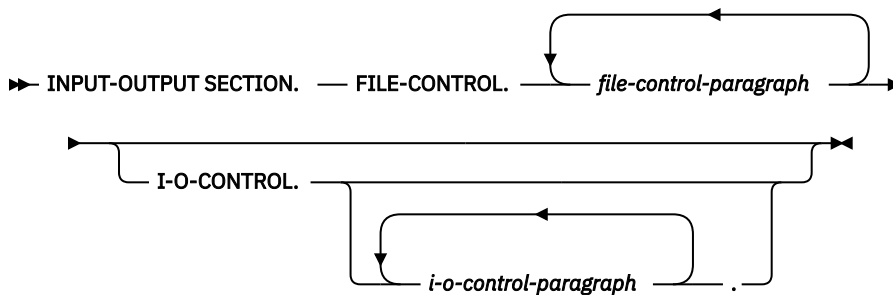 INPUT-OUTPUT SECTION. FILE-CONTROL. file-control-paragraph
I-O-CONTROL.
i-o-control-paragraph .